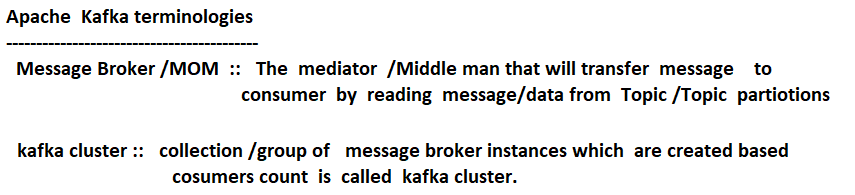 Apache Kafka terminologies
------------------------------------------
Message Broker /MOM :: The mediator /Middle man that will transfer message to
consumer by reading message/data from Topic /Topic partiotions
kafka cluster :: collection /group of message broker instances which are created based
cosumers count is called kafka cluster.